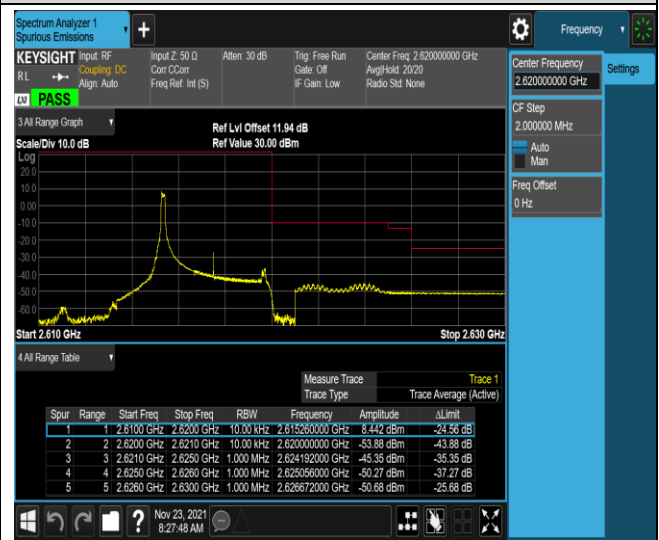 Spectrum Analyzer 1
Spurious Emissions
Frequency
KEYSIGHT
RL
Input: RF
Coupling: DC
Align: Auto
Input Z: 50 Ω
Corr CCorr
Freq Ref: Int (S)
Atten: 30 dB
Trig: Free Run
Gate: Off
IF Gain: Low
Center Freq: 2.620000000 GHz
Avg|Hold: 20/20
Radio Std: None
PASS
3 All Range Graph
Scale/Div 10.0 dB
Ref Lvl Offset 11.94 dB
Ref Value 30.00 dBm
Log
20.0
10.0
0.00
-10.0
-20.0
-30.0
-40.0
-50.0
-60.0
Start 2.610 GHz
Stop 2.630 GHz
4 All Range Table
Measure Trace Trace 1
Trace Type Trace Average (Active)
Spur Range Start Freq Stop Freq RBW Frequency Amplitude ΔLimit
1 1 2.6100 GHz 2.6200 GHz 10.00 kHz 2.615260000 GHz 8.442 dBm -24.56 dB
2 2 2.6200 GHz 2.6210 GHz 10.00 kHz 2.620000000 GHz -53.88 dBm -43.88 dB
3 3 2.6210 GHz 2.6250 GHz 1.000 MHz 2.624192000 GHz -45.35 dBm -35.35 dB
4 4 2.6250 GHz 2.6260 GHz 1.000 MHz 2.625056000 GHz -50.27 dBm -37.27 dB
5 5 2.6260 GHz 2.6300 GHz 1.000 MHz 2.626672000 GHz -50.68 dBm -25.68 dB
Nov 23, 2021
8:27:48 AM
Center Frequency
2.620000000 GHz
Settings
CF Step
2.000000 MHz
Auto
Man
Freq Offset
0 Hz